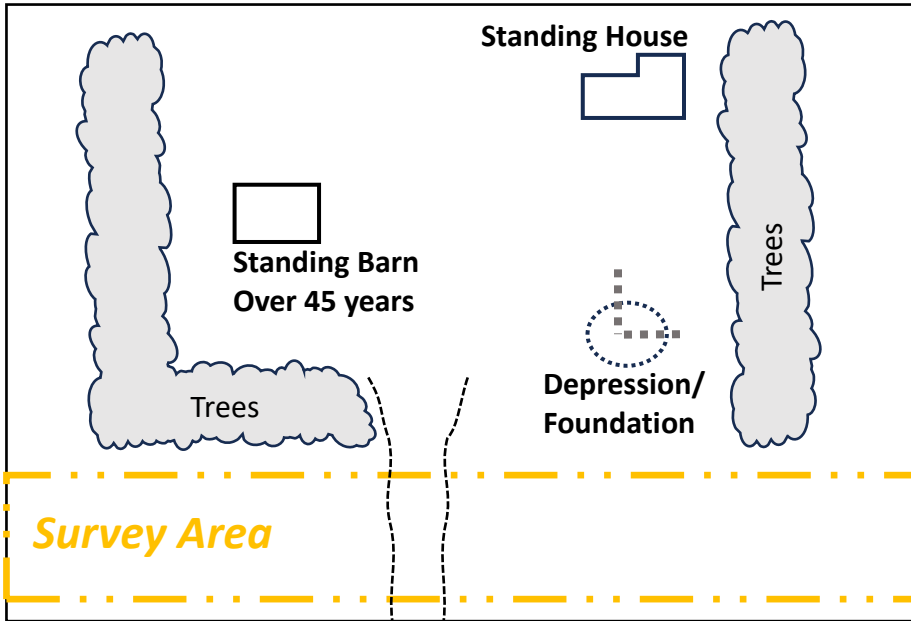 Standing House
Trees
Standing Barn
Over 45 years
Depression/
Foundation
Trees
Survey Area